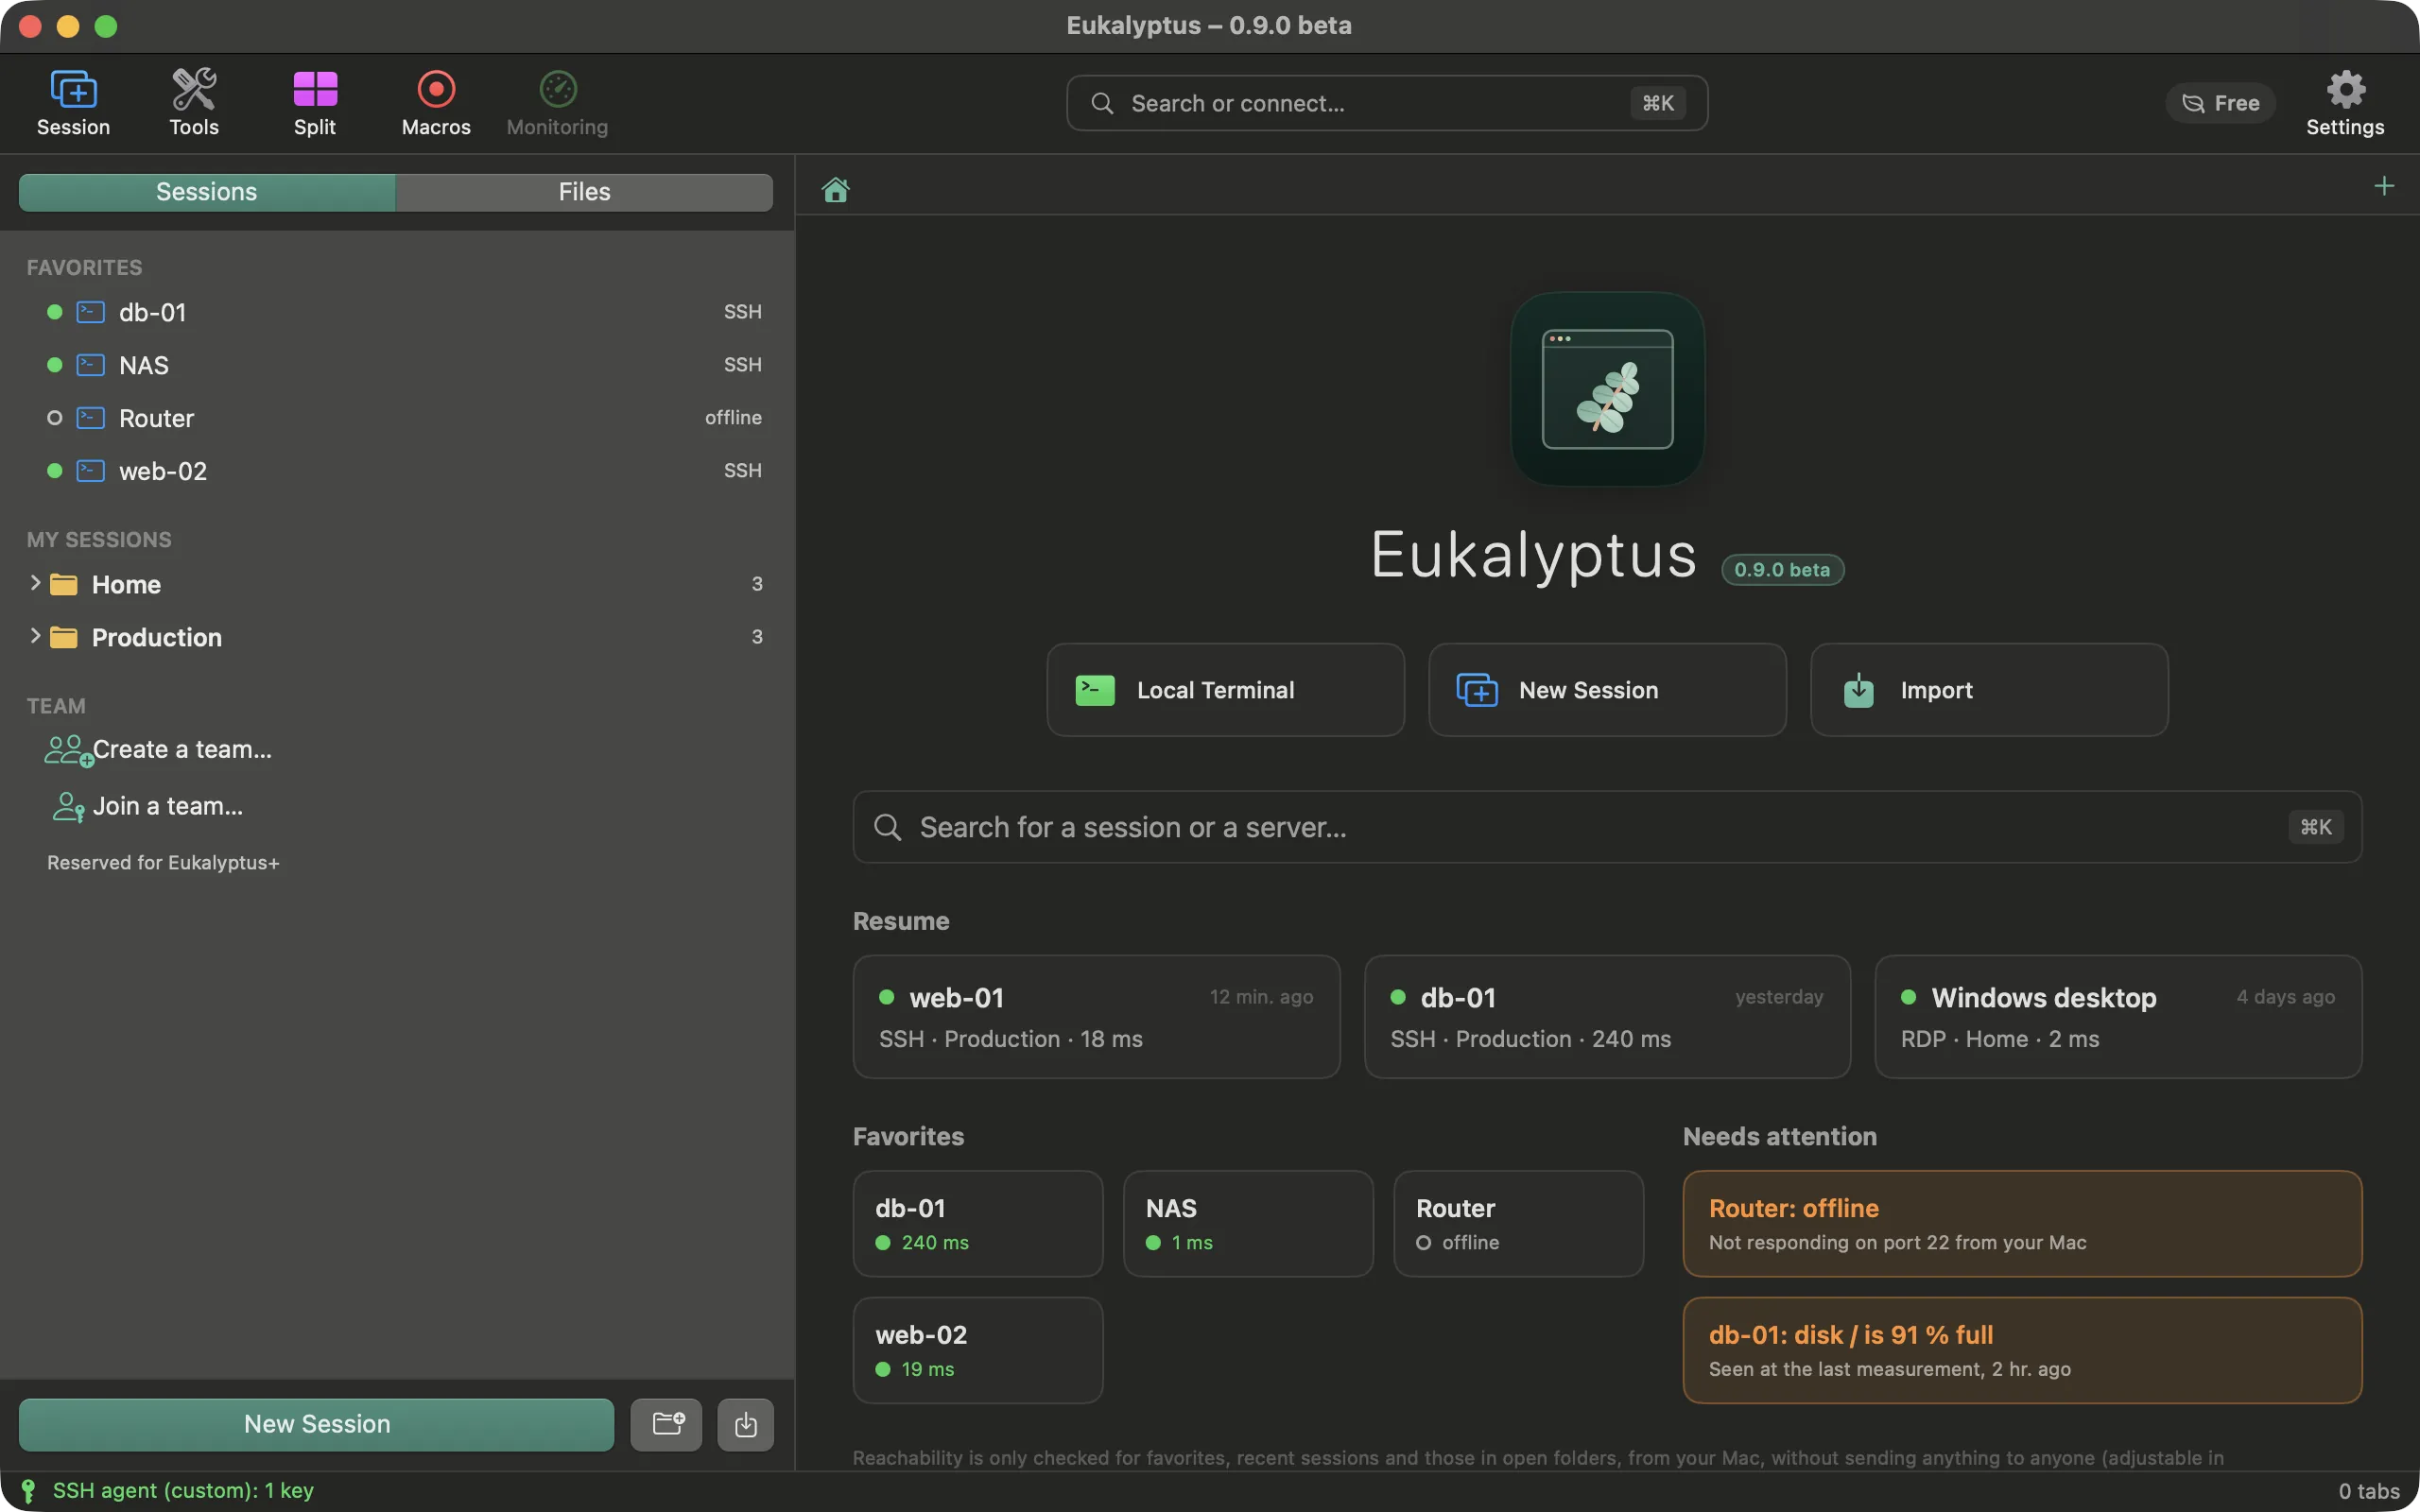 Eukalyptus – 0.9.0 beta
Session
Tools
Split
Macros
Monitoring
Search or connect...
⌘K
Free
Settings
Sessions
Files
FAVORITES
db-01
SSH
NAS
SSH
Router
offline
web-02
SSH
MY SESSIONS
Home
3
Production
3
TEAM
Create a team...
Join a team...
Reserved for Eukalyptus+
New Session
SSH agent (custom): 1 key
Eukalyptus
0.9.0 beta
Local Terminal
New Session
Import
Search for a session or a server...
⌘K
Resume
web-01
12 min. ago
SSH · Production · 18 ms
db-01
yesterday
SSH · Production · 240 ms
Windows desktop
4 days ago
RDP · Home · 2 ms
Favorites
db-01
240 ms
NAS
1 ms
Router
offline
web-02
19 ms
Needs attention
Router: offline
Not responding on port 22 from your Mac
db-01: disk / is 91 % full
Seen at the last measurement, 2 hr. ago
Reachability is only checked for favorites, recent sessions and those in open folders, from your Mac, without sending anything to anyone (adjustable in
0 tabs